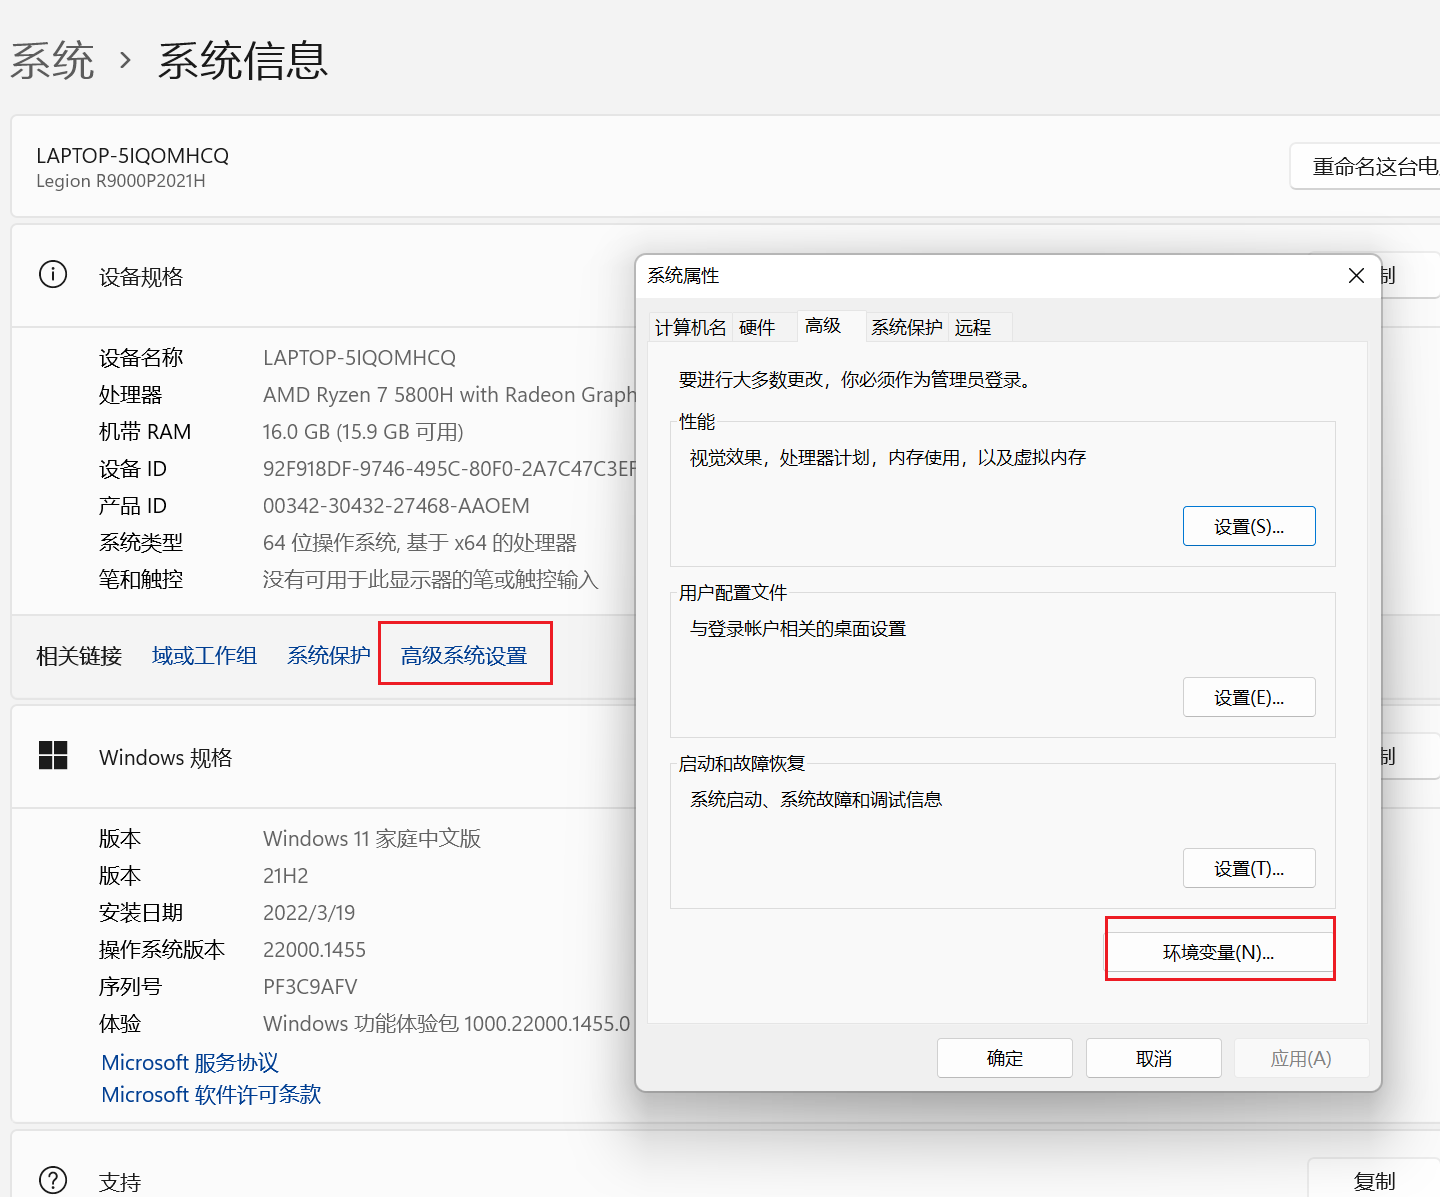 系统 › 系统信息
LAPTOP-5IQOMHCQ
Legion R9000P2021H
重命名这台电
设备规格
制
设备名称 LAPTOP-5IQOMHCQ
处理器 AMD Ryzen 7 5800H with Radeon Graph
机带 RAM 16.0 GB (15.9 GB 可用)
设备 ID 92F918DF-9746-495C-80F0-2A7C47C3EF
产品 ID 00342-30432-27468-AAOEM
系统类型 64 位操作系统, 基于 x64 的处理器
笔和触控 没有可用于此显示器的笔或触控输入
相关链接 域或工作组 系统保护 高级系统设置
Windows 规格
制
版本 Windows 11 家庭中文版
版本 21H2
安装日期 2022/3/19
操作系统版本 22000.1455
序列号 PF3C9AFV
体验 Windows 功能体验包 1000.22000.1455.0
Microsoft 服务协议
Microsoft 软件许可条款
支持
复制
系统属性
计算机名 硬件 高级 系统保护 远程
要进行大多数更改，你必须作为管理员登录。
性能
视觉效果，处理器计划，内存使用，以及虚拟内存
设置(S)...
用户配置文件
与登录帐户相关的桌面设置
设置(E)...
启动和故障恢复
系统启动、系统故障和调试信息
设置(T)...
环境变量(N)...
确定 取消 应用(A)